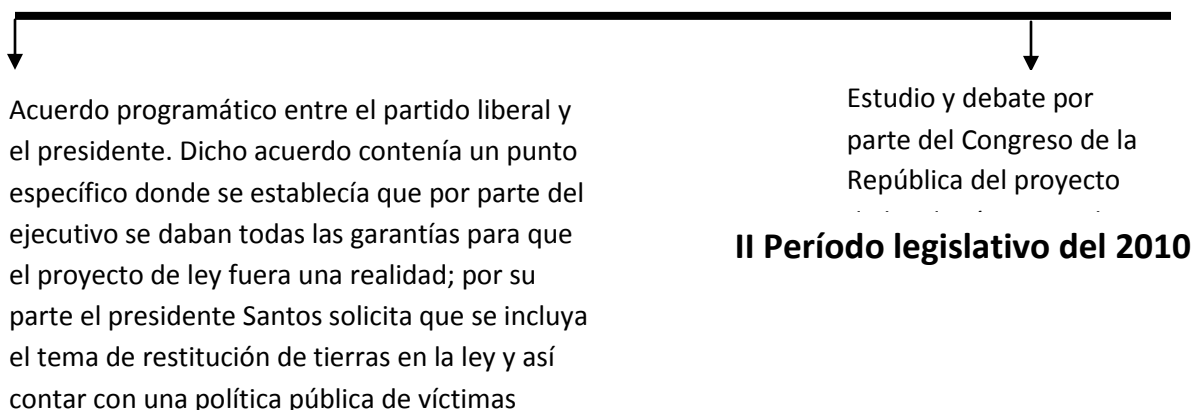 Acuerdo programático entre el partido liberal y
el presidente. Dicho acuerdo contenía un punto
específico donde se establecía que por parte del
ejecutivo se daban todas las garantías para que
el proyecto de ley fuera una realidad; por su
parte el presidente Santos solicita que se incluya
el tema de restitución de tierras en la ley y así
contar con una política pública de víctimas
Estudio y debate por
parte del Congreso de la
República del proyecto
II Período legislativo del 2010